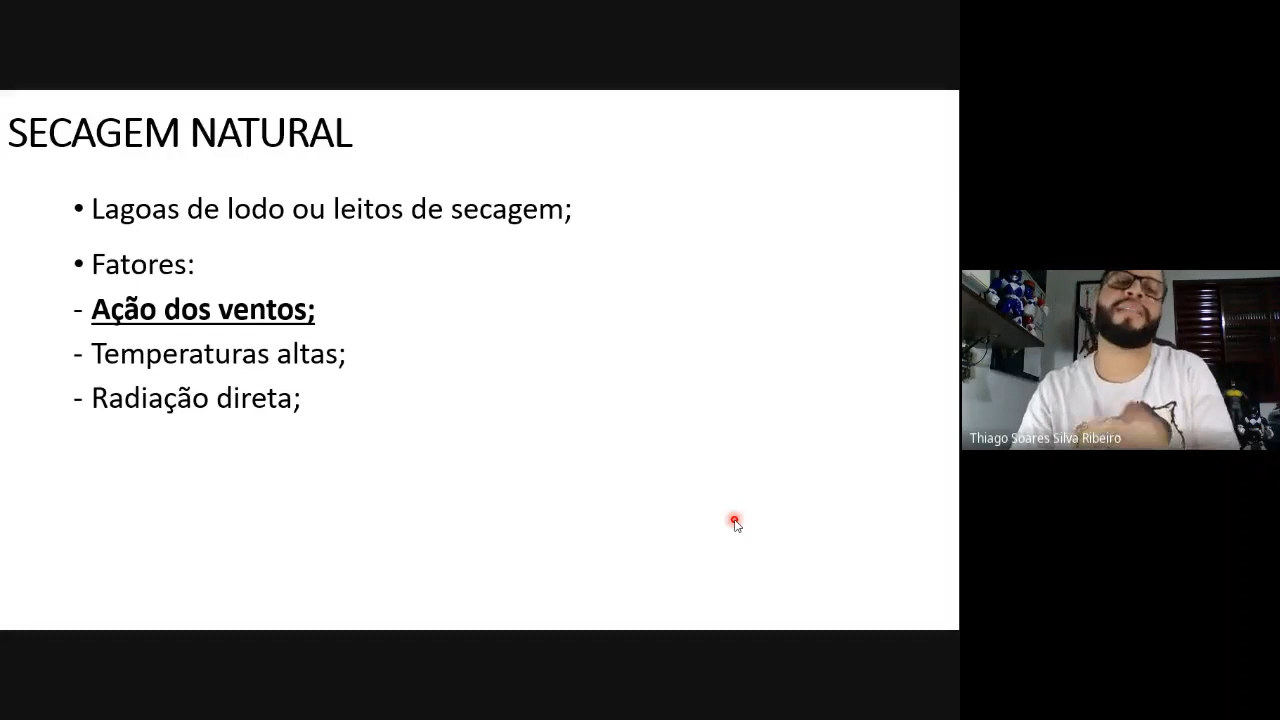 SECAGEM NATURAL
• Lagoas de lodo ou leitos de secagem;
• Fatores:
- Ação dos ventos;
- Temperaturas altas;
- Radiação direta;
Thiago Soares Silva Ribeiro